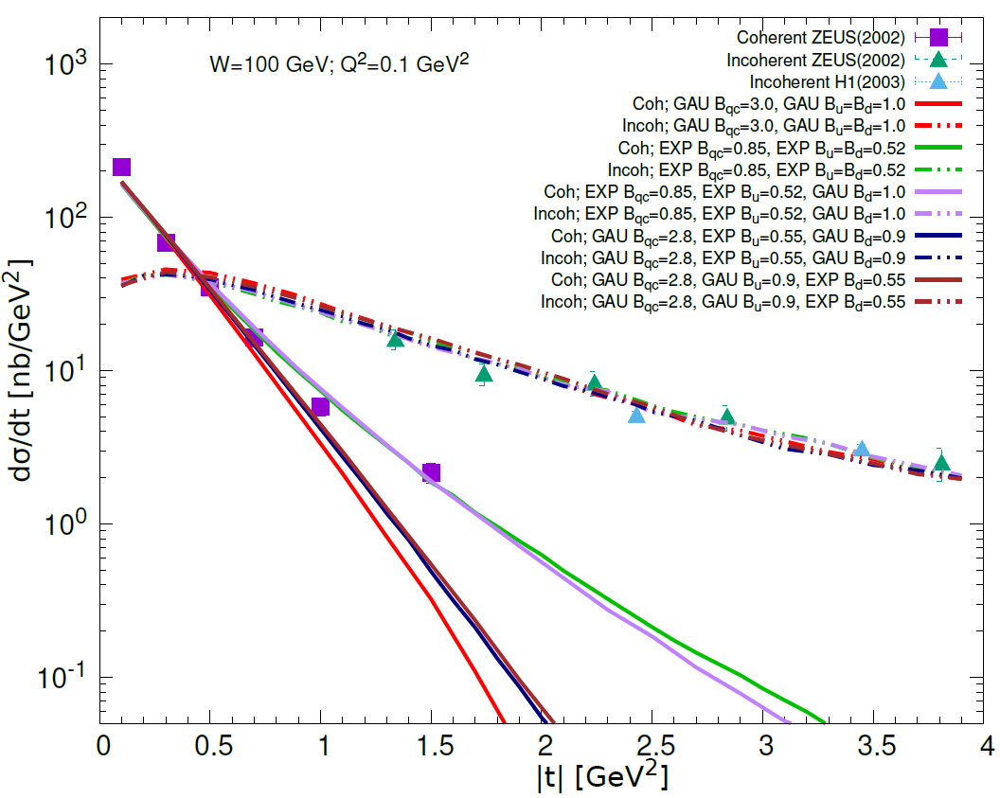 W=100 GeV; Q²=0.1 GeV²
Coherent ZEUS(2002)
Incoherent ZEUS(2002)
Incoherent H1(2003)
Coh; GAU B_qc=3.0, GAU B_u=B_d=1.0
Incoh; GAU B_qc=3.0, GAU B_u=B_d=1.0
Coh; EXP B_qc=0.85, EXP B_u=B_d=0.52
Incoh; EXP B_qc=0.85, EXP B_u=B_d=0.52
Coh; EXP B_qc=0.85, EXP B_u=0.52, GAU B_d=1.0
Incoh; EXP B_qc=0.85, EXP B_u=0.52, GAU B_d=1.0
Coh; GAU B_qc=2.8, EXP B_u=0.55, GAU B_d=0.9
Incoh; GAU B_qc=2.8, EXP B_u=0.55, GAU B_d=0.9
Coh; GAU B_qc=2.8, GAU B_u=0.9, EXP B_d=0.55
Incoh; GAU B_qc=2.8, GAU B_u=0.9, EXP B_d=0.55
dσ/dt [nb/GeV²]
10³
10²
10¹
10⁰
10⁻¹
0 0.5 1 1.5 2 2.5 3 3.5 4
|t| [GeV²]